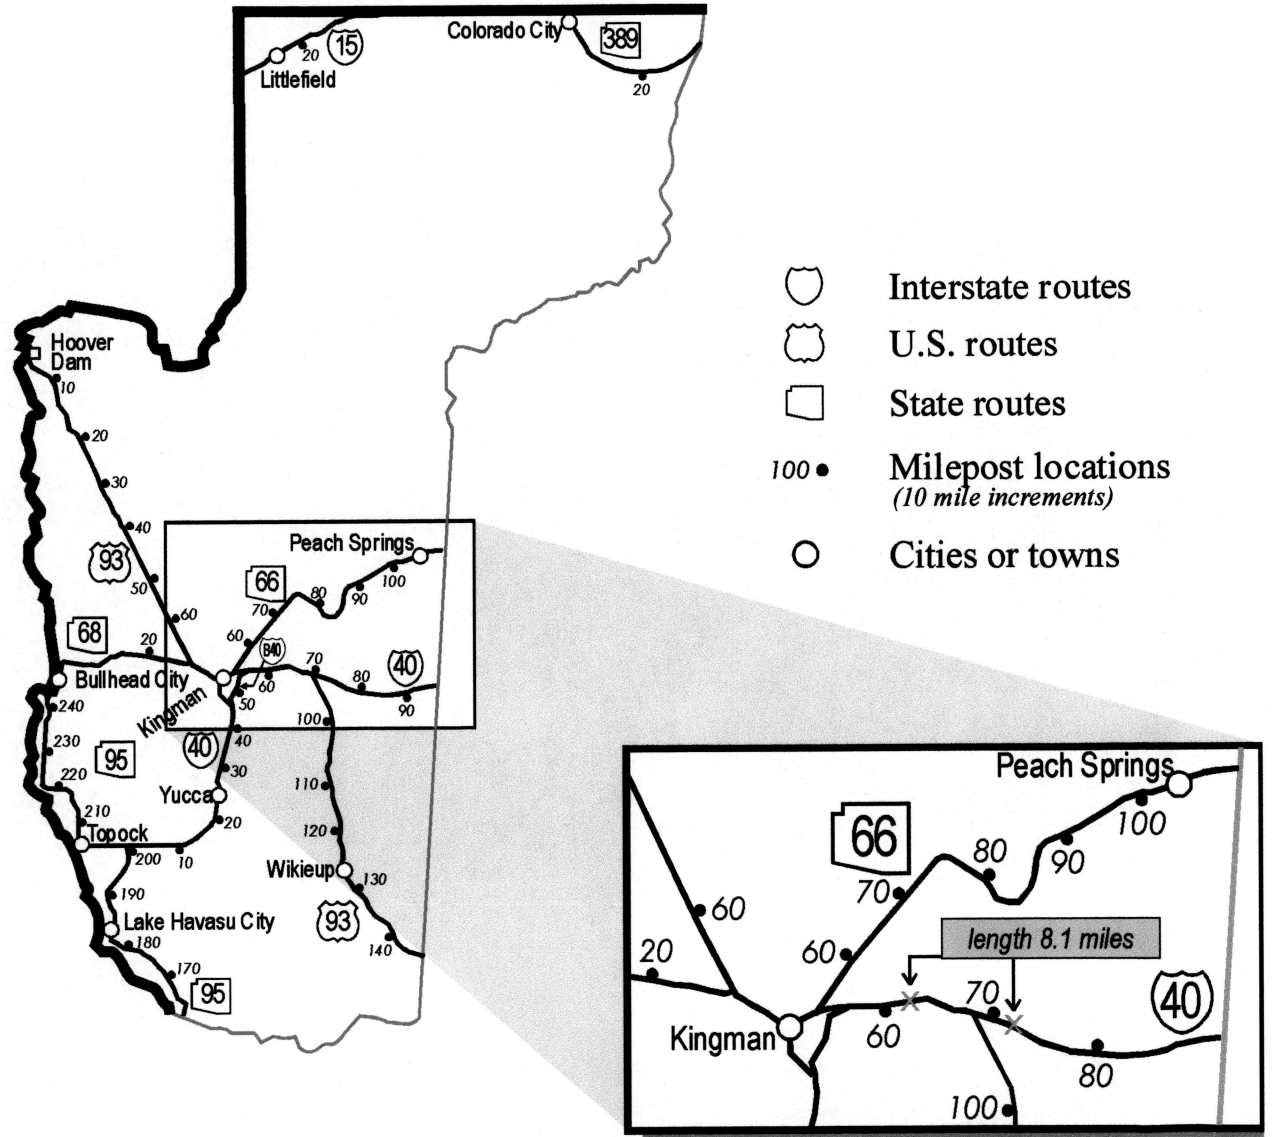 Colorado City
389
20
15
20
Littlefield
Hoover
Dam
10
20
30
40
93
50
60
68
20
Bullhead City
Kingman
240
230
220
95
210
Topock
200
10
190
Lake Havasu City
180
170
95
Peach Springs
100
90
80
66
70
60
B40
60
50
70
80
40
90
40
40
30
Yucca
20
100
110
120
Wikieup
130
93
140
Interstate routes
U.S. routes
State routes
100
Milepost locations
(10 mile increments)
Cities or towns
Peach Springs
100
90
80
66
70
60
60
20
length 8.1 miles
Kingman
60
70
40
80
100